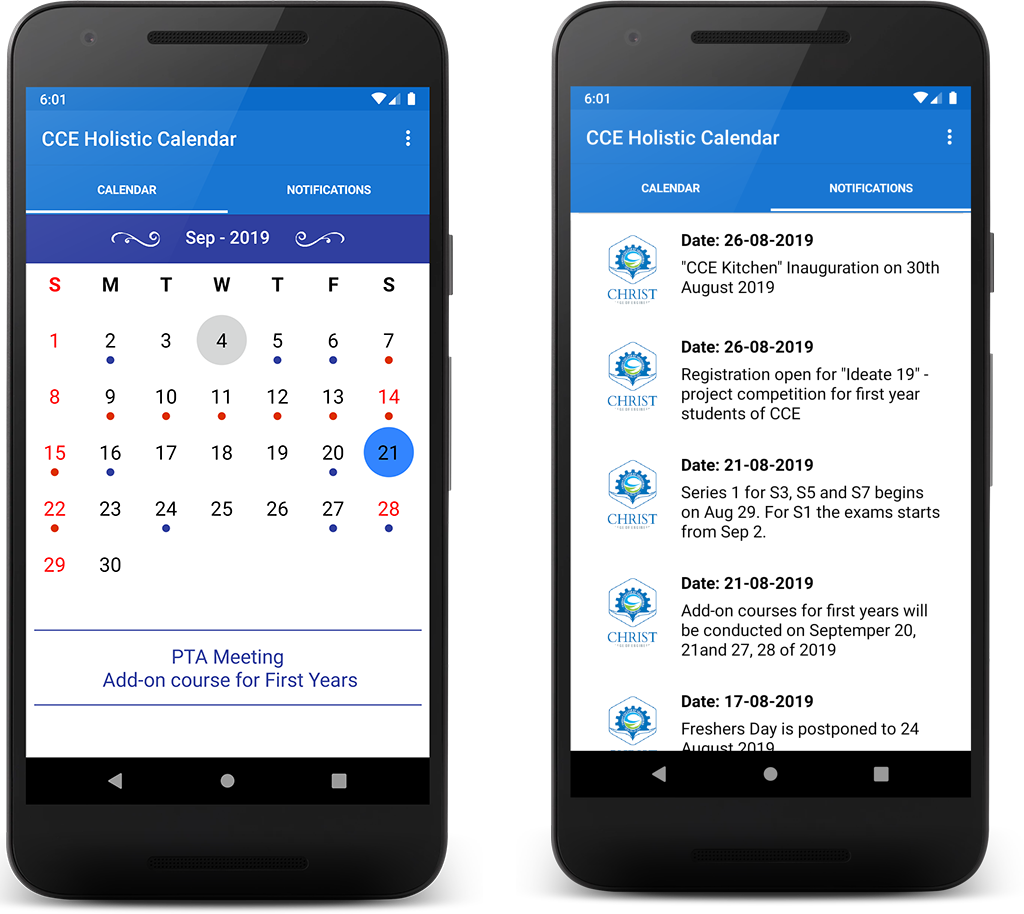 6:01
CCE Holistic Calendar
CALENDAR NOTIFICATIONS
Sep - 2019
S M T W T F S
1 2 3 4 5 6 7
8 9 10 11 12 13 14
15 16 17 18 19 20 21
22 23 24 25 26 27 28
29 30
PTA Meeting
Add-on course for First Years
6:01
CCE Holistic Calendar
CALENDAR NOTIFICATIONS
Date: 26-08-2019
"CCE Kitchen" Inauguration on 30th
August 2019
CHRIST
Date: 26-08-2019
Registration open for "Ideate 19" -
project competition for first year
students of CCE
CHRIST
Date: 21-08-2019
Series 1 for S3, S5 and S7 begins
on Aug 29. For S1 the exams starts
from Sep 2.
CHRIST
Date: 21-08-2019
Add-on courses for first years will
be conducted on Septemper 20,
21and 27, 28 of 2019
CHRIST
Date: 17-08-2019
Freshers Day is postponed to 24
August 2019